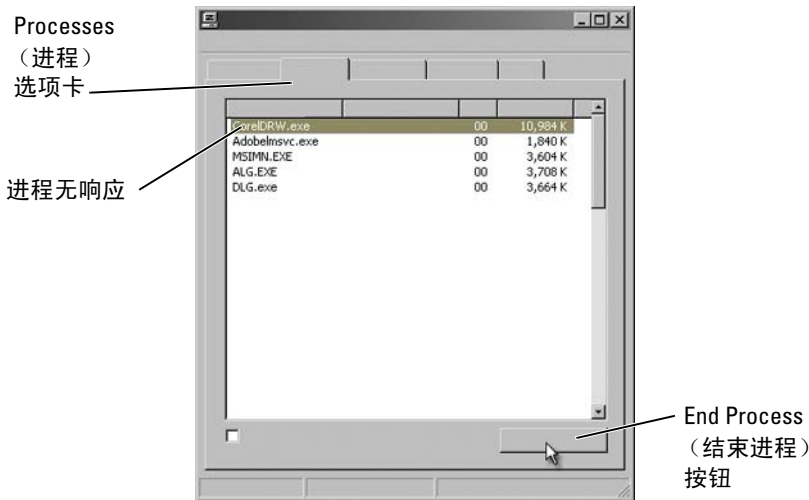 Processes
（进程）
选项卡
CorelDRW.exe 00 10,984 K
Adobelmsvc.exe 00 1,840 K
MSIMN.EXE 00 3,604 K
ALG.EXE 00 3,708 K
DLG.exe 00 3,664 K
进程无响应
End Process
（结束进程）
按钮